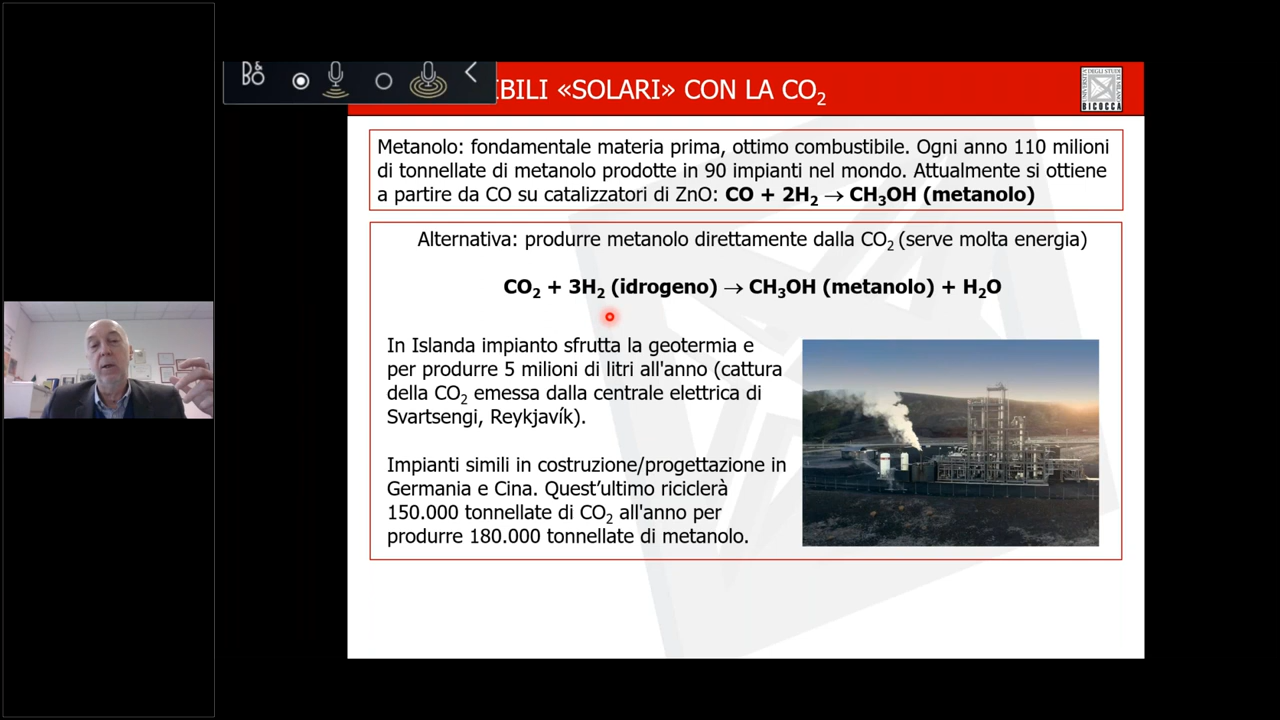 B&
BO
IBILI «SOLARI» CON LA CO₂
BICOCCA
Metanolo: fondamentale materia prima, ottimo combustibile. Ogni anno 110 milioni
di tonnellate di metanolo prodotte in 90 impianti nel mondo. Attualmente si ottiene
a partire da CO su catalizzatori di ZnO: CO + 2H₂ → CH₃OH (metanolo)
Alternativa: produrre metanolo direttamente dalla CO₂ (serve molta energia)
CO₂ + 3H₂ (idrogeno) → CH₃OH (metanolo) + H₂O
In Islanda impianto sfrutta la geotermia e
per produrre 5 milioni di litri all'anno (cattura
della CO₂ emessa dalla centrale elettrica di
Svartsengi, Reykjavík).
Impianti simili in costruzione/progettazione in
Germania e Cina. Quest’ultimo riciclerà
150.000 tonnellate di CO₂ all'anno per
produrre 180.000 tonnellate di metanolo.